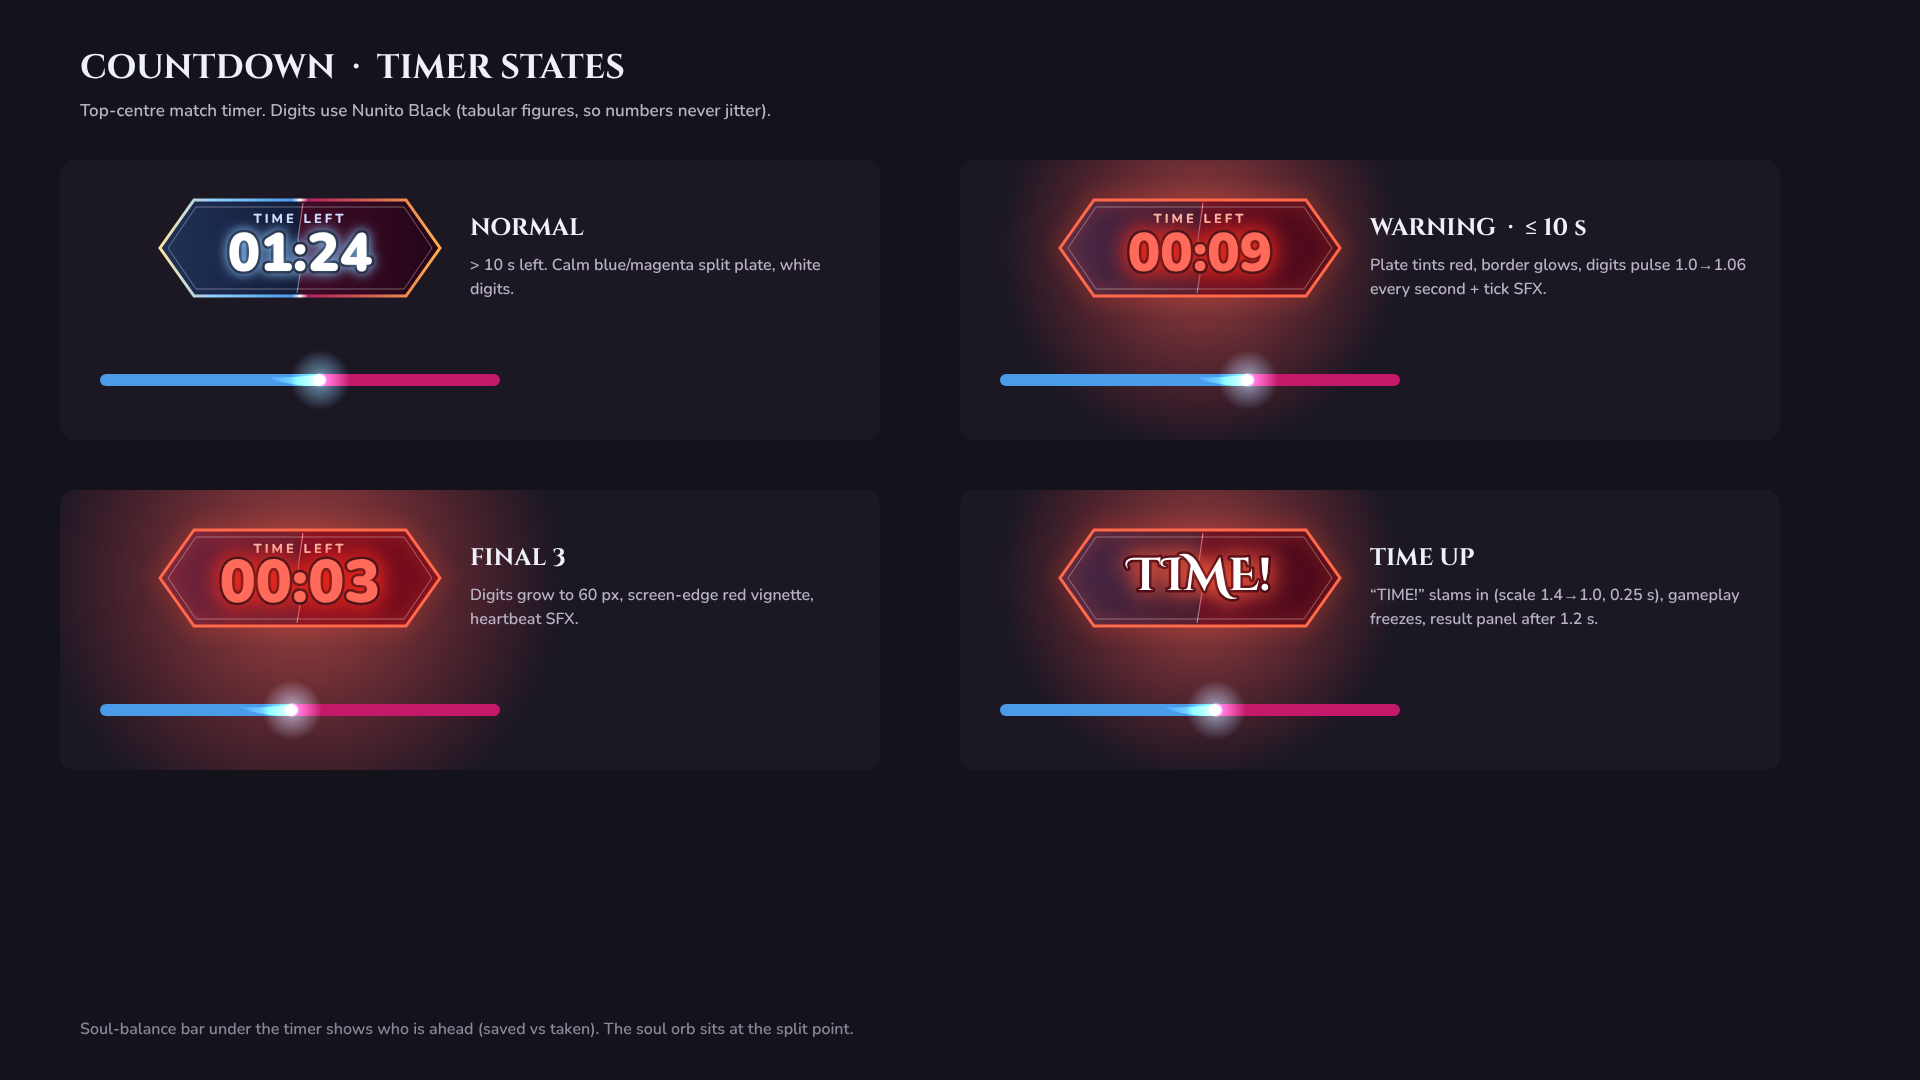 COUNTDOWN · TIMER STATES
Top-centre match timer. Digits use Nunito Black (tabular figures, so numbers never jitter).
TIME LEFT
01:24
NORMAL
> 10 s left. Calm blue/magenta split plate, white
digits.
TIME LEFT
00:09
WARNING · ≤ 10 s
Plate tints red, border glows, digits pulse 1.0→1.06
every second + tick SFX.
TIME LEFT
00:03
FINAL 3
Digits grow to 60 px, screen-edge red vignette,
heartbeat SFX.
TIME!
TIME UP
“TIME!” slams in (scale 1.4→1.0, 0.25 s), gameplay
freezes, result panel after 1.2 s.
Soul-balance bar under the timer shows who is ahead (saved vs taken). The soul orb sits at the split point.